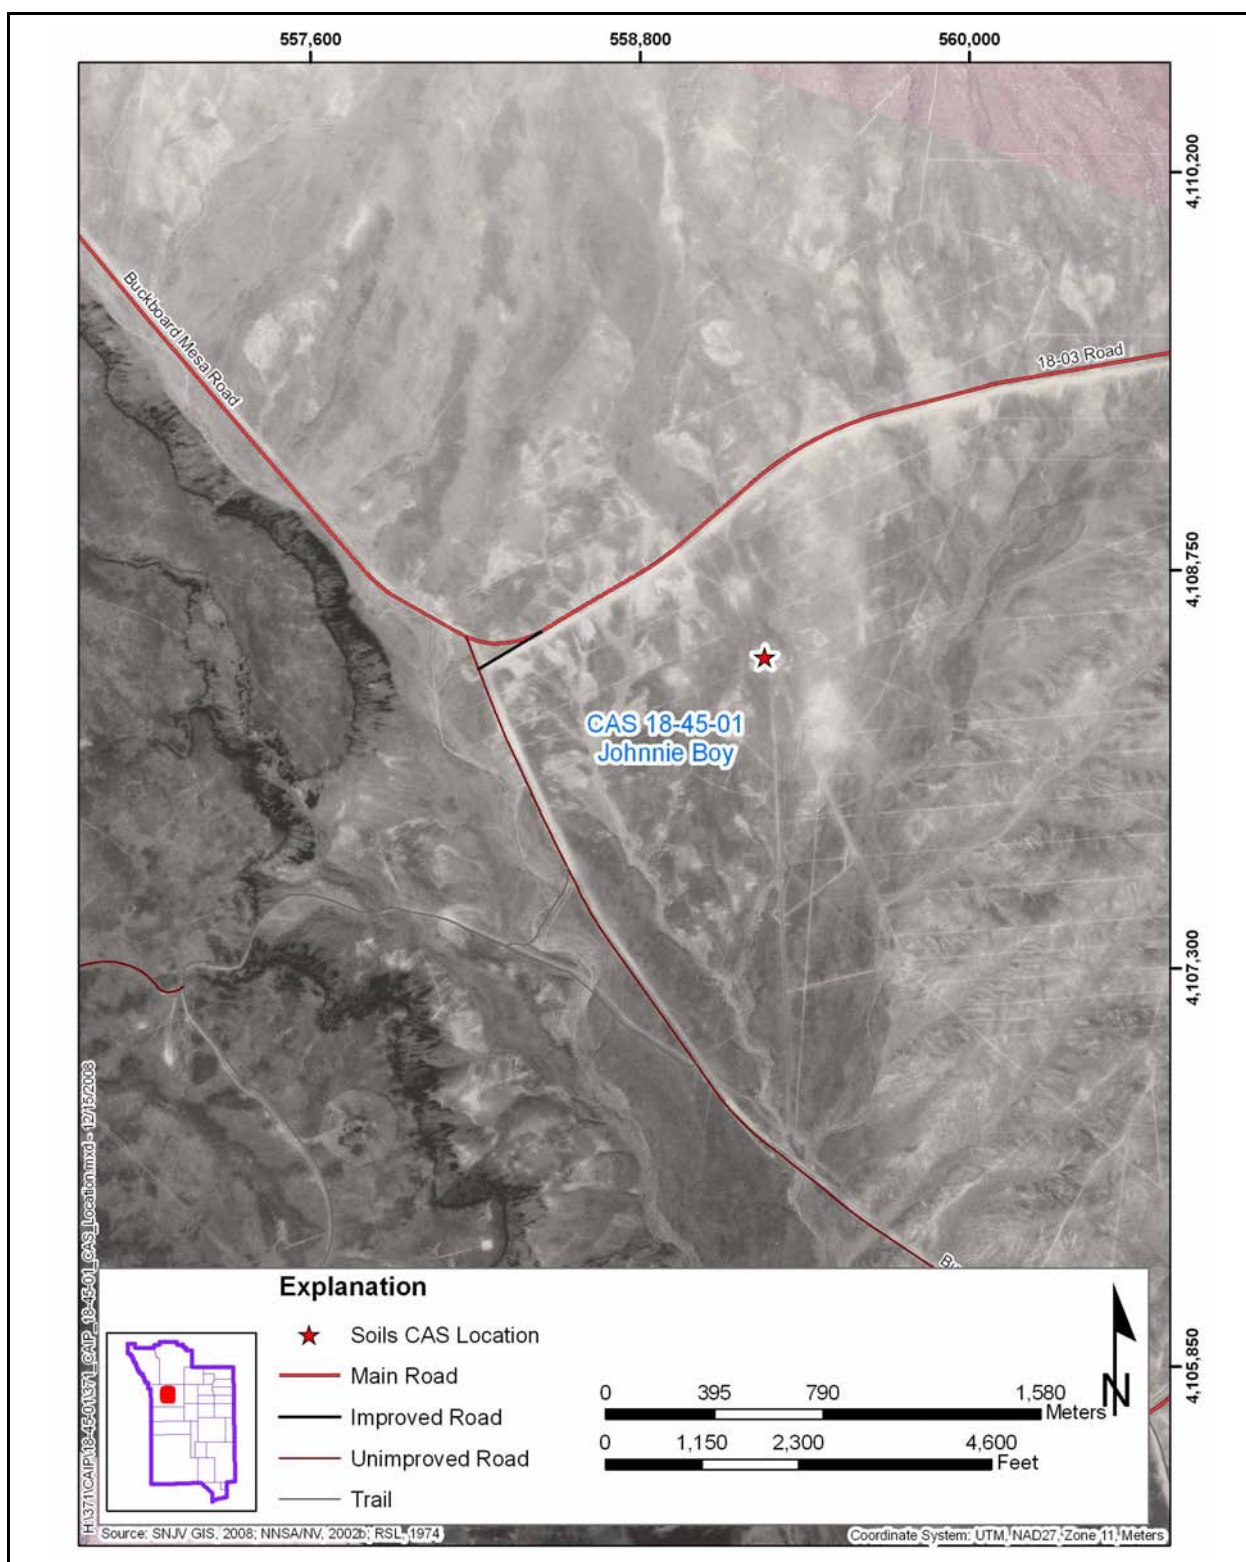 557,600
558,800
560,000
4,110,200
Buckboard Mesa Road
18-03 Road
4,108,750
CAS 18-45-01
Johnnie Boy
4,107,300
H:\371\CAIP\18-45-01\371_CAIP_18-45-01_CAS_Location.mxd - 12/15/2008
Explanation
Soils CAS Location
Main Road
Improved Road
Unimproved Road
Trail
0 395 790 1,580
Meters
0 1,150 2,300 4,600
Feet
N
4,105,850
Source: SNJV GIS, 2008; NNSA/NV, 2002b; RSL, 1974
Coordinate System: UTM, NAD27, Zone 11, Meters